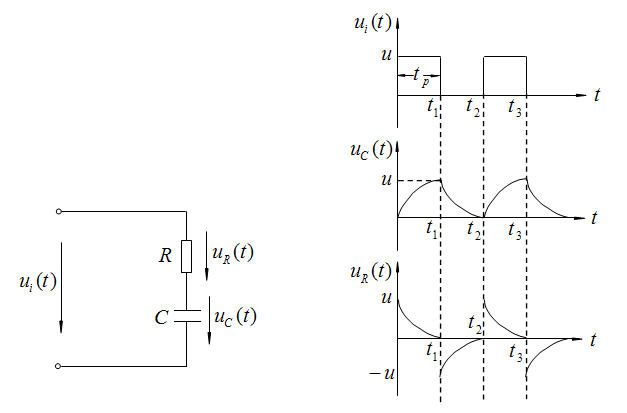 u_i(t)
R
u_R(t)
C
u_C(t)
u_i(t)
u
t_p
t_1
t_2
t_3
t
u_C(t)
u
t_1
t_2
t_3
t
u_R(t)
u
t_2
t_1
t_3
t
−u